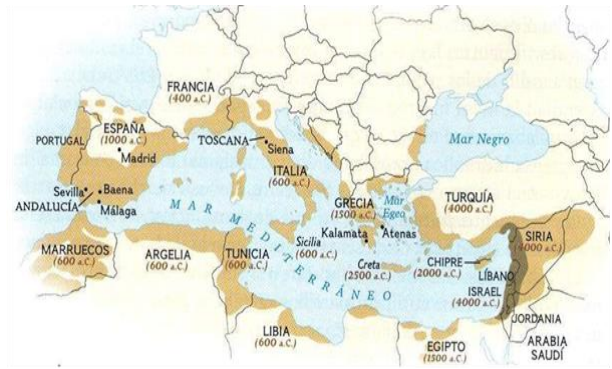 FRANCIA
(400 a.C.)
Mar Negro
ESPAÑA
(1000 a.C.)
PORTUGAL
Madrid
TOSCANA
Siena
ITALIA
(600 a.C.)
Sevilla
Baena
ANDALUCÍA
Málaga
GRECIA
(1500 a.C.)
Mar
Egeo
TURQUÍA
(4000 a.C.)
Kalamata
Atenas
MAR MEDITERRÁNEO
MARRUECOS
(600 a.C.)
ARGELIA
(600 a.C.)
TUNICIA
(600 a.C.)
Sicilia
(600 a.C.)
Creta
(2500 a.C.)
CHIPRE
(2000 a.C.)
SIRIA
(4000 a.C.)
LÍBANO
ISRAEL
(4000 a.C.)
JORDANIA
LIBIA
(600 a.C.)
EGIPTO
(1500 a.C.)
ARABIA
SAUDÍ